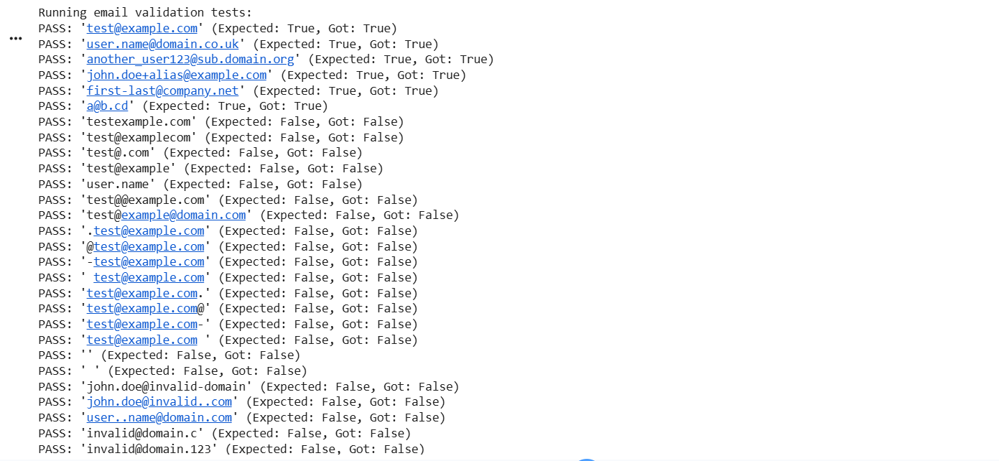 Running email validation tests:
PASS: 'test@example.com' (Expected: True, Got: True)
PASS: 'user.name@domain.co.uk' (Expected: True, Got: True)
PASS: 'another_user123@sub.domain.org' (Expected: True, Got: True)
PASS: 'john.doe+alias@example.com' (Expected: True, Got: True)
PASS: 'first-last@company.net' (Expected: True, Got: True)
PASS: 'a@b.cd' (Expected: True, Got: True)
PASS: 'testexample.com' (Expected: False, Got: False)
PASS: 'test@examplecom' (Expected: False, Got: False)
PASS: 'test@.com' (Expected: False, Got: False)
PASS: 'test@example' (Expected: False, Got: False)
PASS: 'user.name' (Expected: False, Got: False)
PASS: 'test@@example.com' (Expected: False, Got: False)
PASS: 'test@example@domain.com' (Expected: False, Got: False)
PASS: '.test@example.com' (Expected: False, Got: False)
PASS: '@test@example.com' (Expected: False, Got: False)
PASS: '-test@example.com' (Expected: False, Got: False)
PASS: ' test@example.com' (Expected: False, Got: False)
PASS: 'test@example.com.' (Expected: False, Got: False)
PASS: 'test@example.com@' (Expected: False, Got: False)
PASS: 'test@example.com-' (Expected: False, Got: False)
PASS: 'test@example.com ' (Expected: False, Got: False)
PASS: '' (Expected: False, Got: False)
PASS: ' ' (Expected: False, Got: False)
PASS: 'john.doe@invalid-domain' (Expected: False, Got: False)
PASS: 'john.doe@invalid..com' (Expected: False, Got: False)
PASS: 'user..name@domain.com' (Expected: False, Got: False)
PASS: 'invalid@domain.c' (Expected: False, Got: False)
PASS: 'invalid@domain.123' (Expected: False, Got: False)